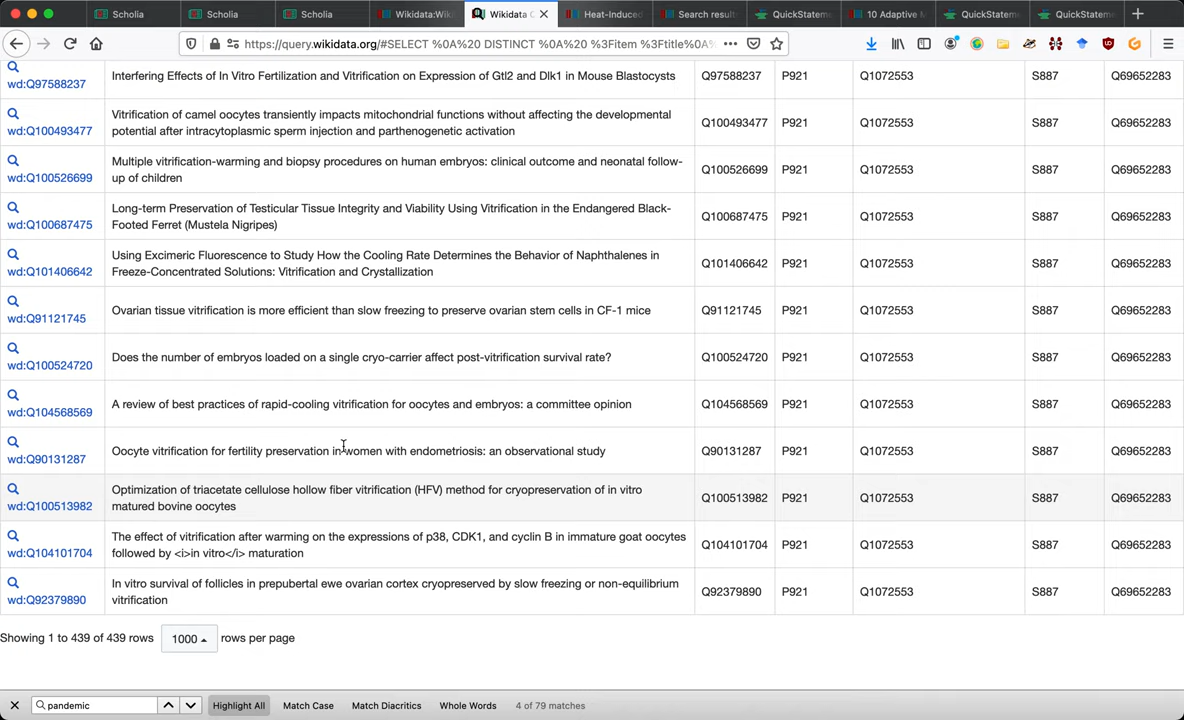 Scholia
Scholia
Scholia
Wikidata:Wiki
Wikidata Q
Heat-Induced
Search results
QuickStateme
10 Adaptive M
QuickStateme
QuickStateme
https://query.wikidata.org/#SELECT %0A%20 DISTINCT %0A%20 %3Fitem %3Ftitle%0A%
wd:Q97588237 Interfering Effects of In Vitro Fertilization and Vitrification on Expression of Gtl2 and Dlk1 in Mouse Blastocysts Q97588237 P921 Q1072553 S887 Q69652283
Vitrification of camel oocytes transiently impacts mitochondrial functions without affecting the developmental
wd:Q100493477 potential after intracytoplasmic sperm injection and parthenogenetic activation Q100493477 P921 Q1072553 S887 Q69652283
Multiple vitrification-warming and biopsy procedures on human embryos: clinical outcome and neonatal follow-
wd:Q100526699 up of children Q100526699 P921 Q1072553 S887 Q69652283
Long-term Preservation of Testicular Tissue Integrity and Viability Using Vitrification in the Endangered Black-
wd:Q100687475 Footed Ferret (Mustela Nigripes) Q100687475 P921 Q1072553 S887 Q69652283
Using Excimeric Fluorescence to Study How the Cooling Rate Determines the Behavior of Naphthalenes in
wd:Q101406642 Freeze-Concentrated Solutions: Vitrification and Crystallization Q101406642 P921 Q1072553 S887 Q69652283
wd:Q91121745 Ovarian tissue vitrification is more efficient than slow freezing to preserve ovarian stem cells in CF-1 mice Q91121745 P921 Q1072553 S887 Q69652283
wd:Q100524720 Does the number of embryos loaded on a single cryo-carrier affect post-vitrification survival rate? Q100524720 P921 Q1072553 S887 Q69652283
wd:Q104568569 A review of best practices of rapid-cooling vitrification for oocytes and embryos: a committee opinion Q104568569 P921 Q1072553 S887 Q69652283
wd:Q90131287 Oocyte vitrification for fertility preservation in women with endometriosis: an observational study Q90131287 P921 Q1072553 S887 Q69652283
Optimization of triacetate cellulose hollow fiber vitrification (HFV) method for cryopreservation of in vitro
wd:Q100513982 matured bovine oocytes Q100513982 P921 Q1072553 S887 Q69652283
The effect of vitrification after warming on the expressions of p38, CDK1, and cyclin B in immature goat oocytes
wd:Q104101704 followed by <i>in vitro</i> maturation Q104101704 P921 Q1072553 S887 Q69652283
In vitro survival of follicles in prepubertal ewe ovarian cortex cryopreserved by slow freezing or non-equilibrium
wd:Q92379890 vitrification Q92379890 P921 Q1072553 S887 Q69652283
Showing 1 to 439 of 439 rows 1000 rows per page
pandemic Highlight All Match Case Match Diacritics Whole Words 4 of 79 matches